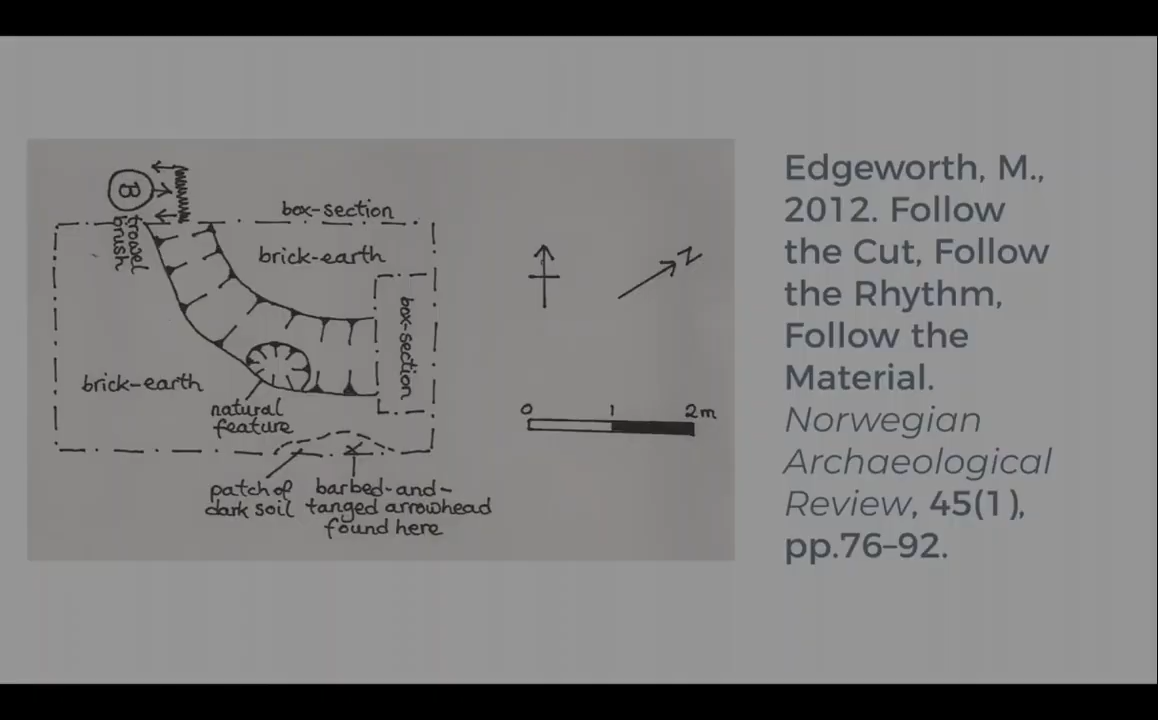 B
trowel
brush
box-section
brick-earth
box-section
brick-earth
natural
feature
patch of
dark soil
barbed-and-
tanged arrowhead
found here
N
0 1 2m
Edgeworth, M.,
2012. Follow
the Cut, Follow
the Rhythm,
Follow the
Material.
Norwegian
Archaeological
Review, 45(1),
pp.76–92.